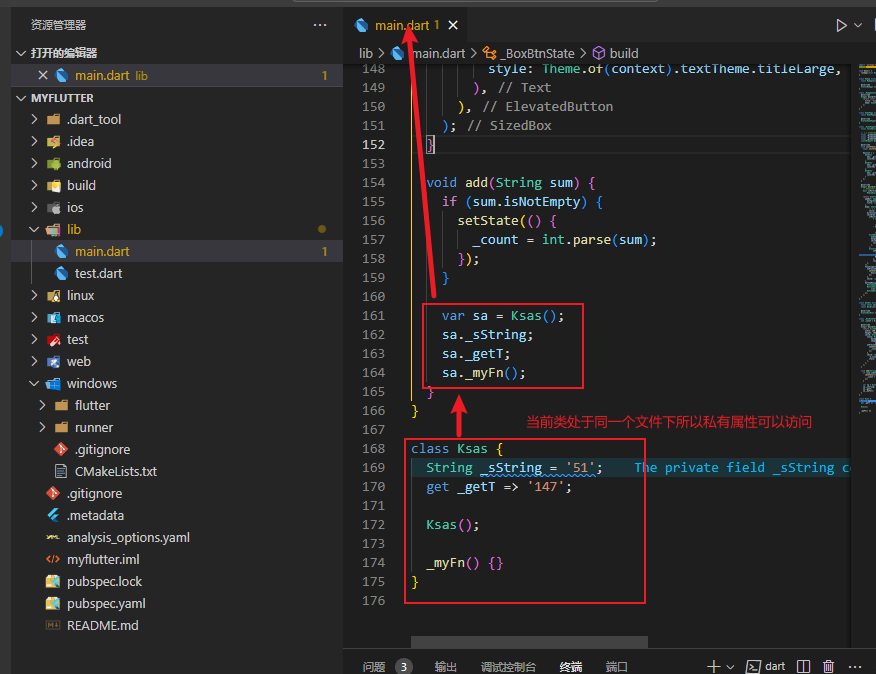 资源管理器
打开的编辑器
main.dart lib 1
MYFLUTTER
.dart_tool
.idea
android
build
ios
lib
main.dart 1
test.dart
linux
macos
test
web
windows
flutter
runner
.gitignore
CMakeLists.txt
.gitignore
.metadata
analysis_options.yaml
myflutter.iml
pubspec.lock
pubspec.yaml
README.md
main.dart 1
lib > main.dart > _BoxBtnState > build
148 style: Theme.of(context).textTheme.titleLarge,
149 ), // Text
150 ), // ElevatedButton
151 ); // SizedBox
152 }
153
154 void add(String sum) {
155 if (sum.isNotEmpty) {
156 setState(() {
157 _count = int.parse(sum);
158 });
159 }
160
161 var sa = Ksas();
162 sa._sString;
163 sa._getT;
164 sa._myFn();
165 }
166 }
167 当前类处于同一个文件下所以私有属性可以访问
168 class Ksas {
169 String _sString = '51'; The private field _sString c
170 get _getT => '147';
171
172 Ksas();
173
174 _myFn() {}
175 }
176
问题 3 输出 调试控制台 终端 端口 dart